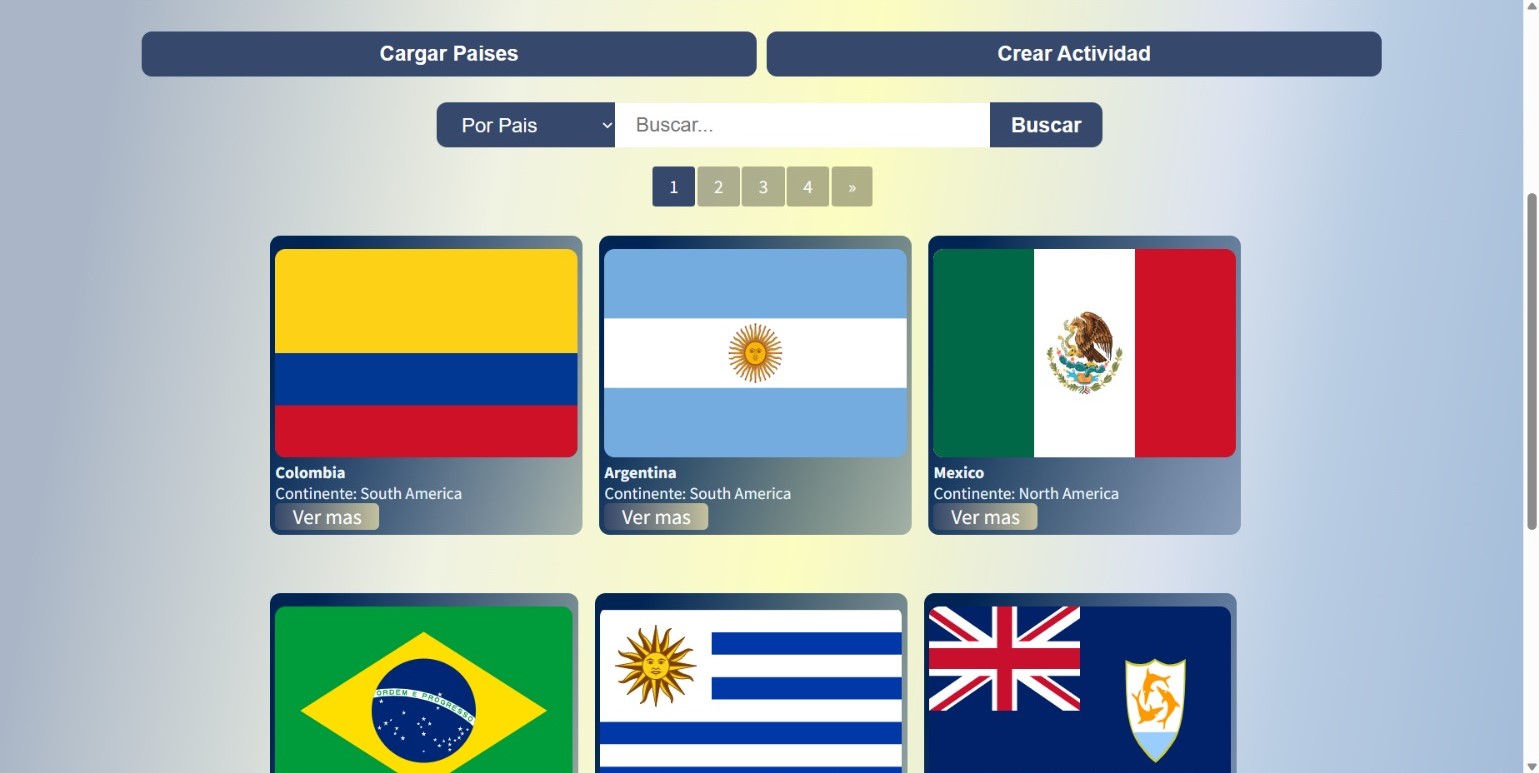 Cargar Paises
Crear Actividad
Por Pais
Buscar...
Buscar
1 2 3 4 »
Colombia
Continente: South America
Ver mas
Argentina
Continente: South America
Ver mas
Mexico
Continente: North America
Ver mas
ORDEM E PROGRESSO